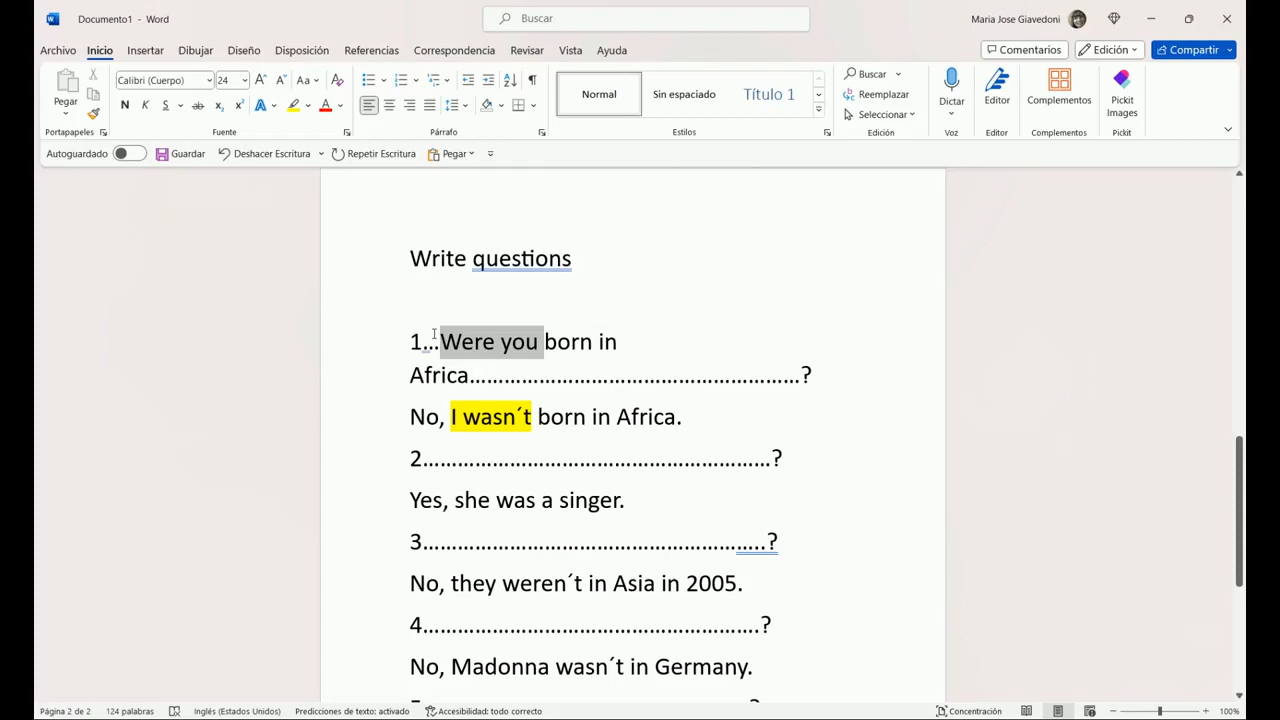 Documento1 - Word
Buscar
Maria Jose Giavedoni
Archivo Inicio Insertar Dibujar Diseño Disposición Referencias Correspondencia Revisar Vista Ayuda
Comentarios Edición Compartir
Calibri (Cuerpo) 24
Pegar
N K S ab x₂ x²
Normal Sin espaciado Título 1
Buscar
Reemplazar
Seleccionar
Dictar Editor Complementos Pickit Imágenes
Portapapeles Fuente Párrafo Estilos Edición Voz Editor Complementos Pickit
Autoguardado Guardar Deshacer Escritura Repetir Escritura Pegar
Write questions
1…Were you born in
Africa…………………………………………………?
No, I wasn´t born in Africa.
2……………………………………………………?
Yes, she was a singer.
3…………………………………………………..?
No, they weren´t in Asia in 2005.
4………………………………………………….?
No, Madonna wasn´t in Germany.
Página 2 de 2 124 palabras Inglés (Estados Unidos) Predicciones de texto: activado Accesibilidad: todo correcto Concentración 100%